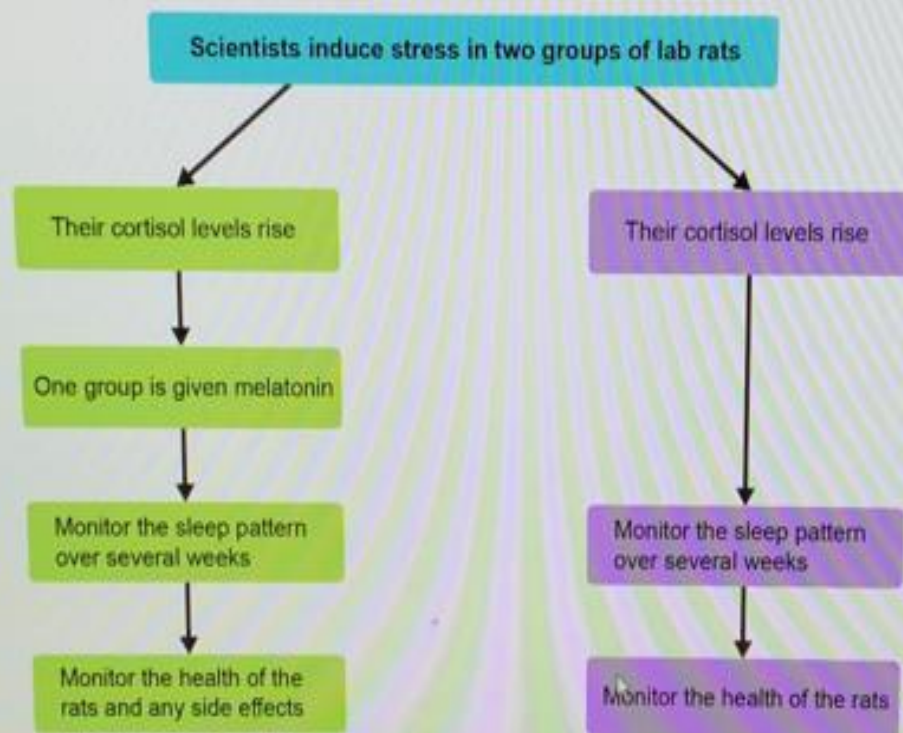 Scientists induce stress in two groups of lab rats
Their cortisol levels rise
Their cortisol levels rise
One group is given melatonin
Monitor the sleep pattern
over several weeks
Monitor the sleep pattern
over several weeks
Monitor the health of the
rats and any side effects
Monitor the health of the rats